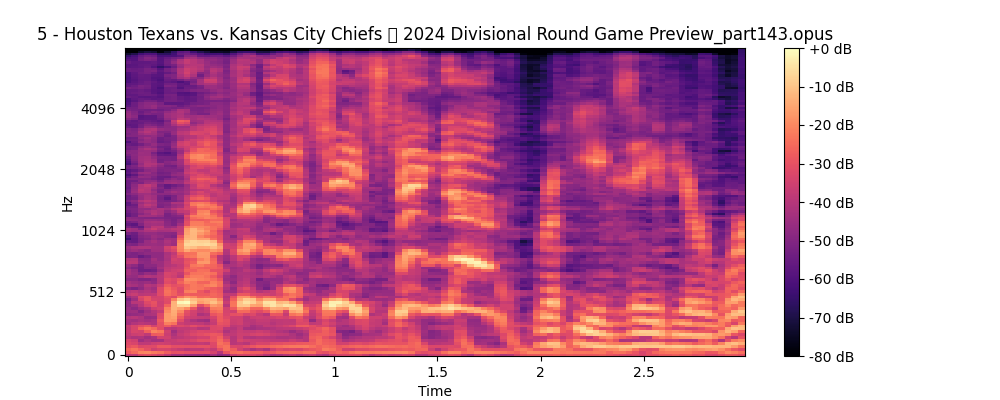 5 - Houston Texans vs. Kansas City Chiefs ▯ 2024 Divisional Round Game Preview_part143.opus
+0 dB
4096
-10 dB
-20 dB
2048
-30 dB
Hz
1024
-40 dB
-50 dB
512
-60 dB
-70 dB
0
-80 dB
0 0.5 1 1.5 2 2.5
Time